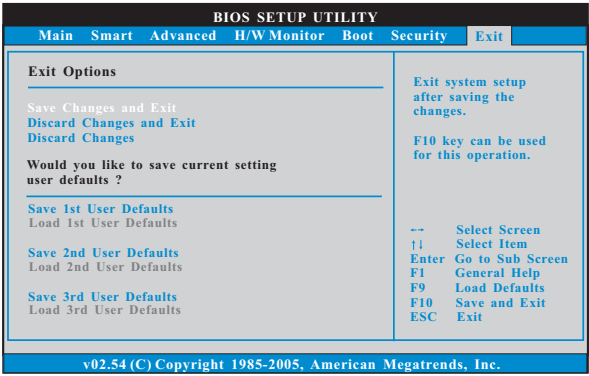 BIOS SETUP UTILITY
Main Smart Advanced H/W Monitor Boot Security Exit
Exit Options
Save Changes and Exit
Discard Changes and Exit
Discard Changes
Would you like to save current setting
user defaults ?
Save 1st User Defaults
Load 1st User Defaults
Save 2nd User Defaults
Load 2nd User Defaults
Save 3rd User Defaults
Load 3rd User Defaults
Exit system setup
after saving the
changes.
F10 key can be used
for this operation.
←→ Select Screen
↑↓ Select Item
Enter Go to Sub Screen
F1 General Help
F9 Load Defaults
F10 Save and Exit
ESC Exit
v02.54 (C) Copyright 1985-2005, American Megatrends, Inc.